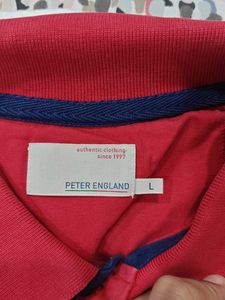 authentic clothing
since 1997
PETER ENGLAND
L